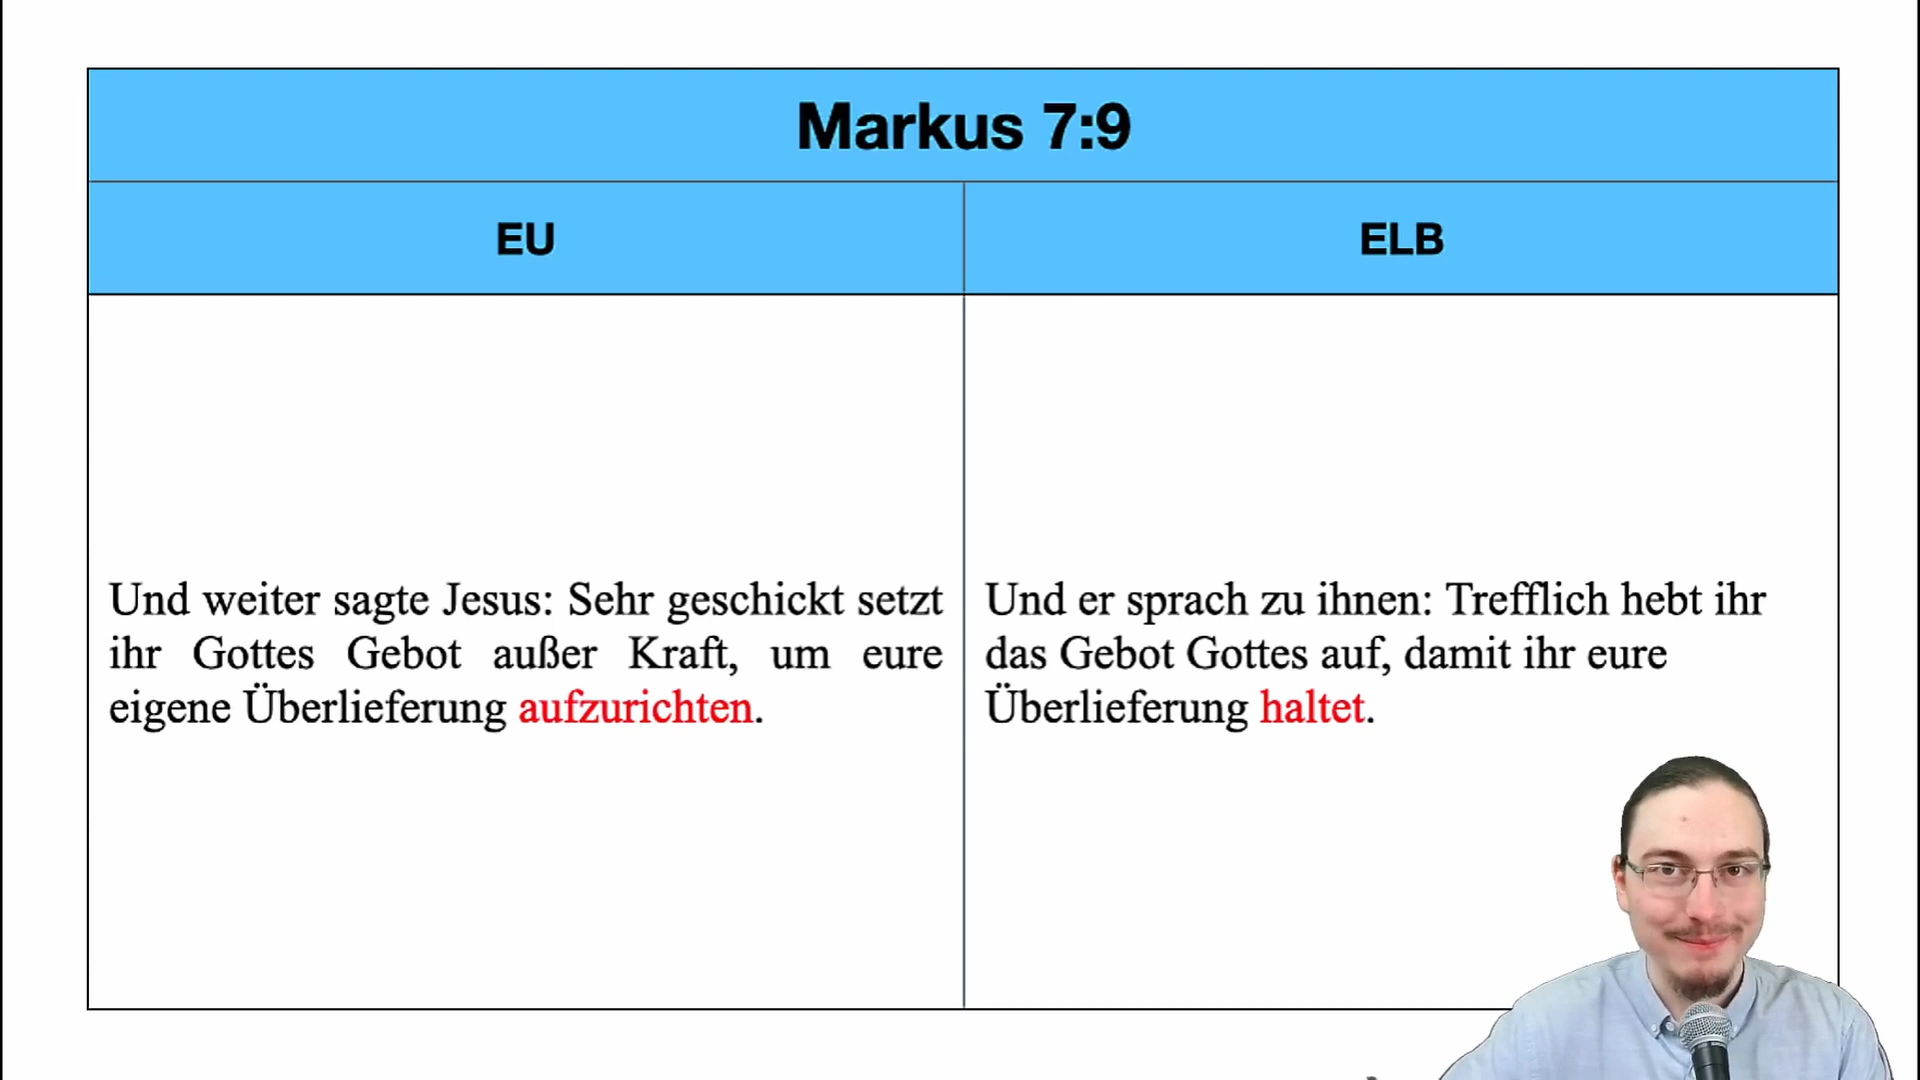 Markus 7:9
EU
ELB
Und weiter sagte Jesus: Sehr geschickt setzt
ihr Gottes Gebot außer Kraft, um eure
eigene Überlieferung aufzurichten.
Und er sprach zu ihnen: Trefflich hebt ihr
das Gebot Gottes auf, damit ihr eure
Überlieferung haltet.